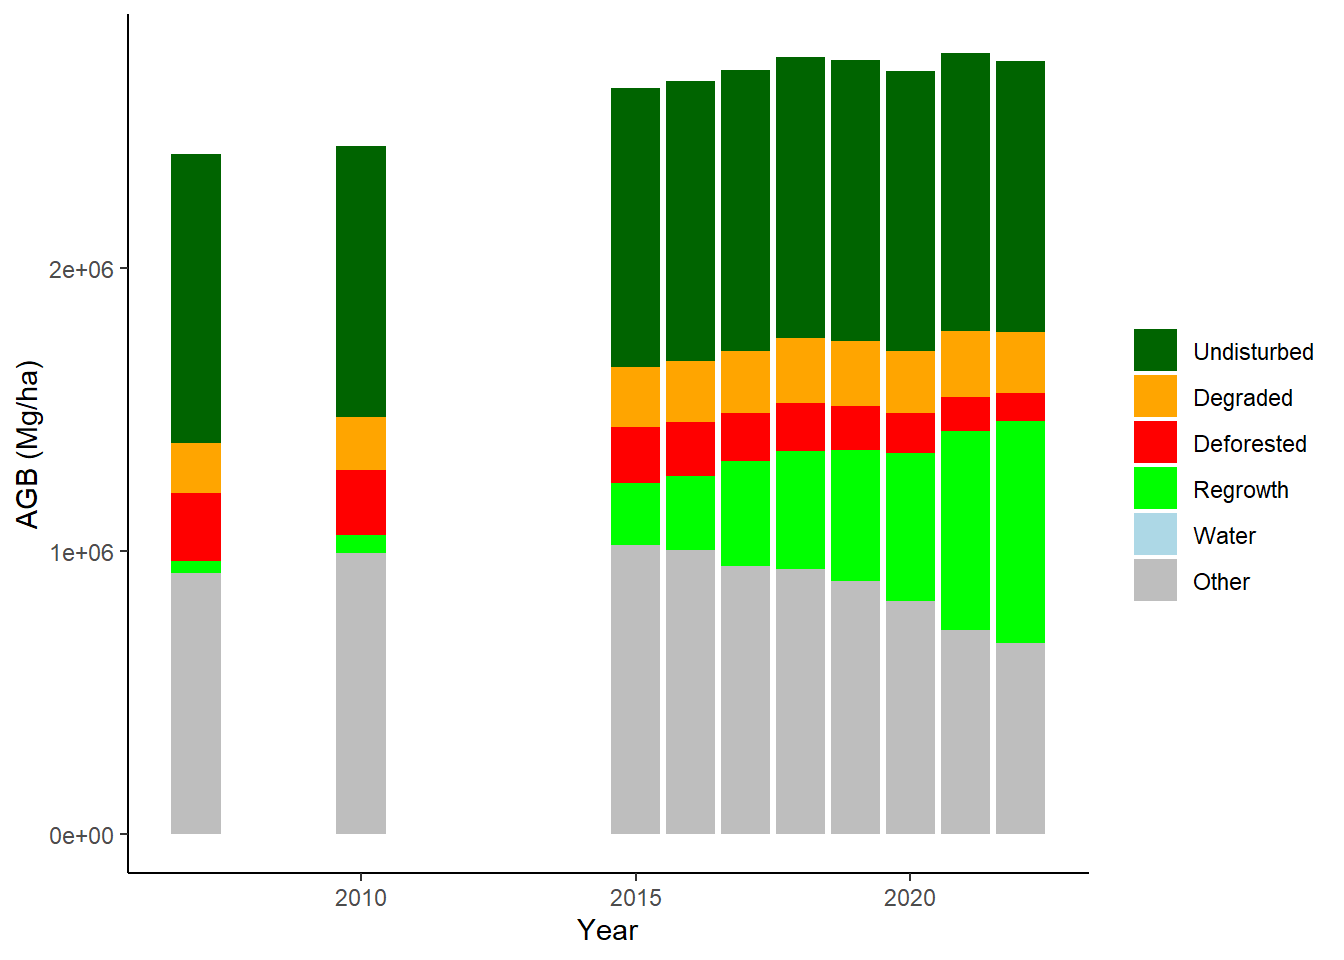 AGB (Mg/ha)
2e+06
1e+06
0e+00
2010
2015
2020
Year
Undisturbed
Degraded
Deforested
Regrowth
Water
Other